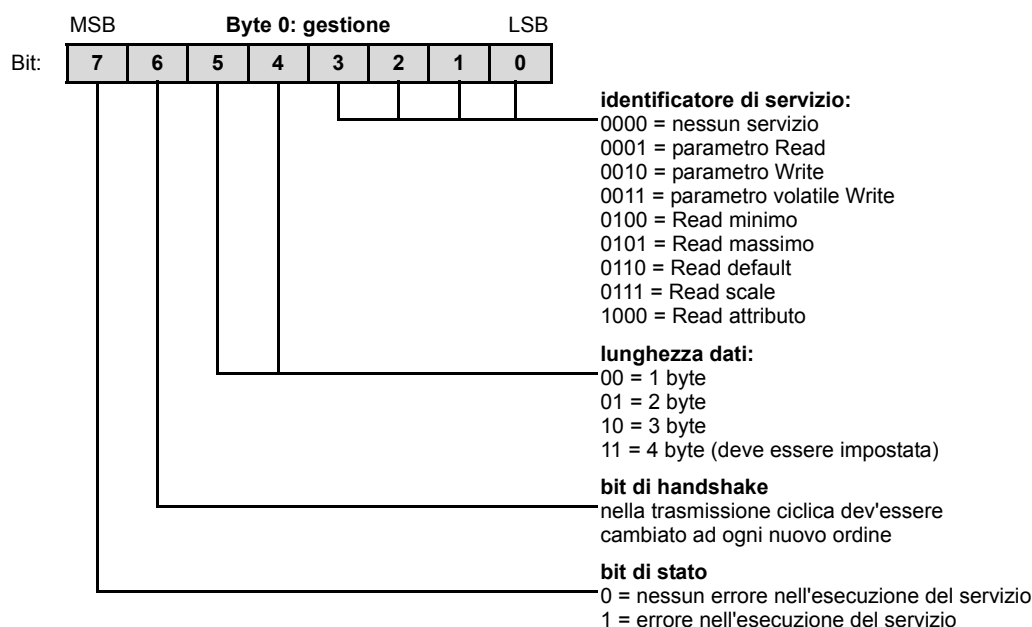 MSB Byte 0: gestione LSB
Bit: 7 6 5 4 3 2 1 0
identificatore di servizio:
0000 = nessun servizio
0001 = parametro Read
0010 = parametro Write
0011 = parametro volatile Write
0100 = Read minimo
0101 = Read massimo
0110 = Read default
0111 = Read scale
1000 = Read attributo
lunghezza dati:
00 = 1 byte
01 = 2 byte
10 = 3 byte
11 = 4 byte (deve essere impostata)
bit di handshake
nella trasmissione ciclica dev'essere
cambiato ad ogni nuovo ordine
bit di stato
0 = nessun errore nell'esecuzione del servizio
1 = errore nell'esecuzione del servizio